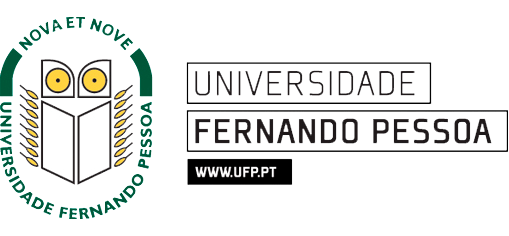 NOVA ET NOVE
UNIVERSIDADE FERNANDO PESSOA
UNIVERSIDADE
FERNANDO PESSOA
WWW.UFP.PT